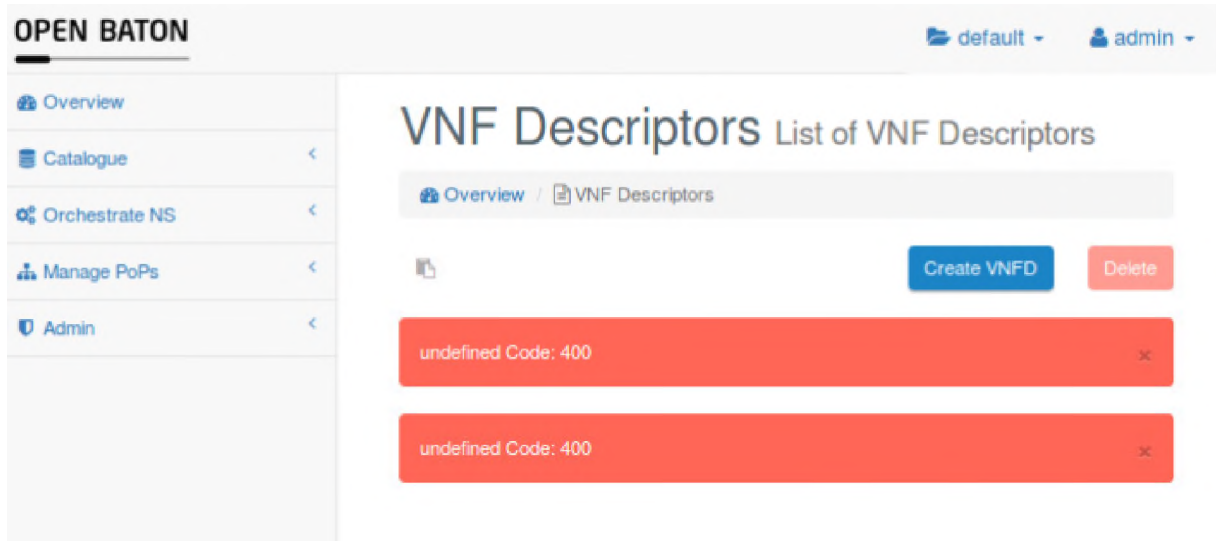 OPEN BATON
default
admin
Overview
Catalogue
Orchestrate NS
Manage PoPs
Admin
VNF Descriptors List of VNF Descriptors
Overview / VNF Descriptors
Create VNFD
Delete
undefined Code: 400 ×
undefined Code: 400 ×